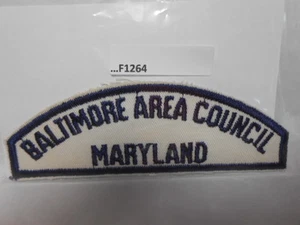 ...F1264
BALTIMORE AREA COUNCIL
MARYLAND